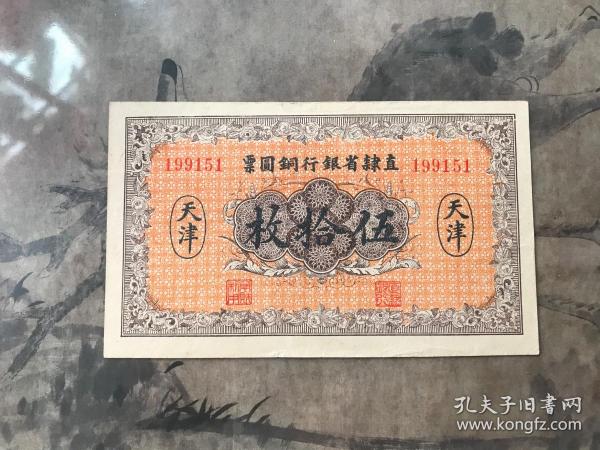 199151 直隸省銀行銅圓票 199151
天津
伍拾枚
天津
孔夫子旧书网
www.kongfz.com